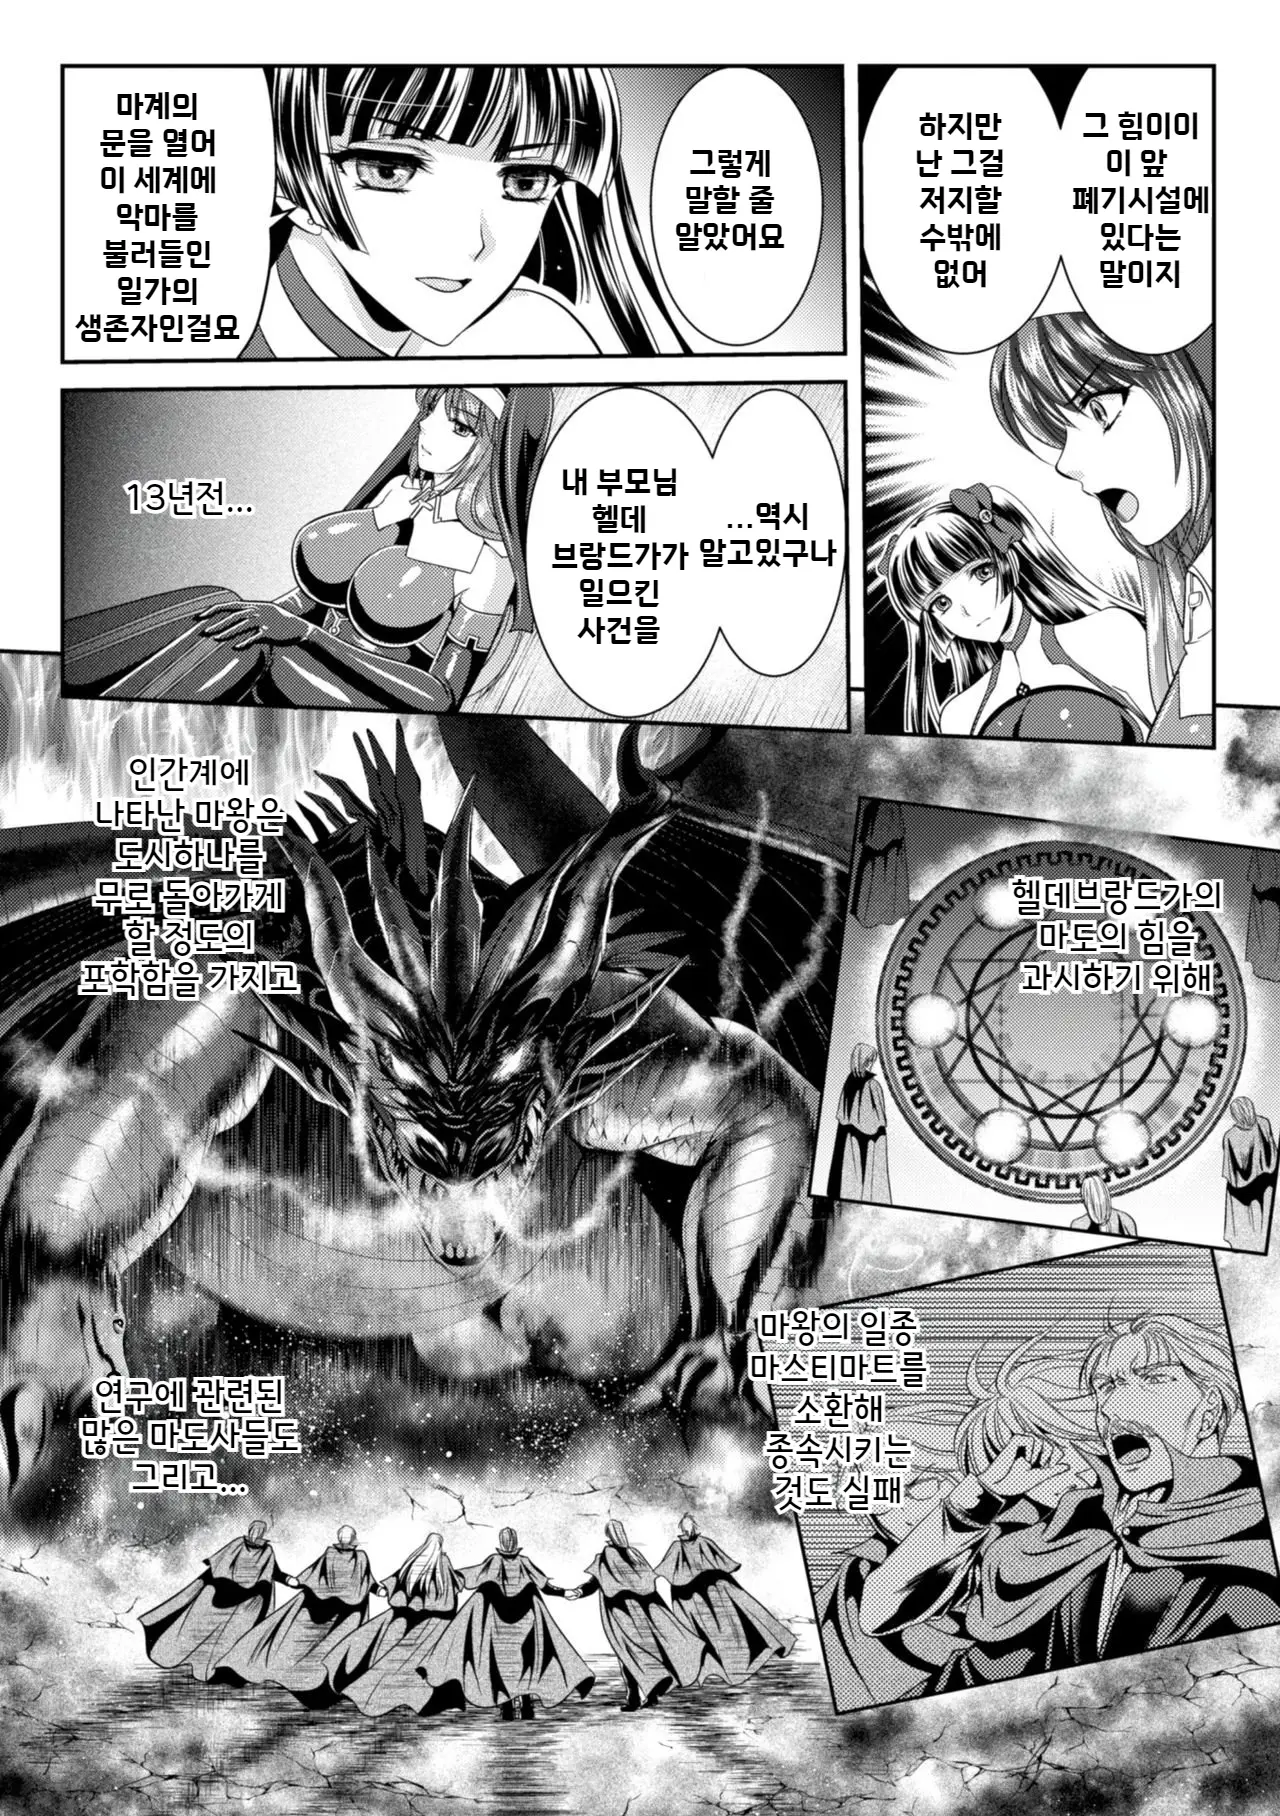 그 힘이이
이 앞
폐기시설에
있다는
말이지
하지만
난 그걸
저지할
수밖에
없어
그렇게
말할 줄
알았어요
마계의
문을 열어
이 세계에
악마를
불러들인
일가의
생존자인걸요
...역시
알고있구나
내 부모님
헬데
브랑드가가
일으킨
사건을
13년전...
헬데브랑드가의
마도의 힘을
과시하기 위해
마왕의 일종
마스티마트를
소환해
종속시키는
것도 실패
인간계에
나타난 마왕은
도시하나를
무로 돌아가게
할 정도의
포학함을 가지고
연구에 관련된
많은 마도사들도
그리고...